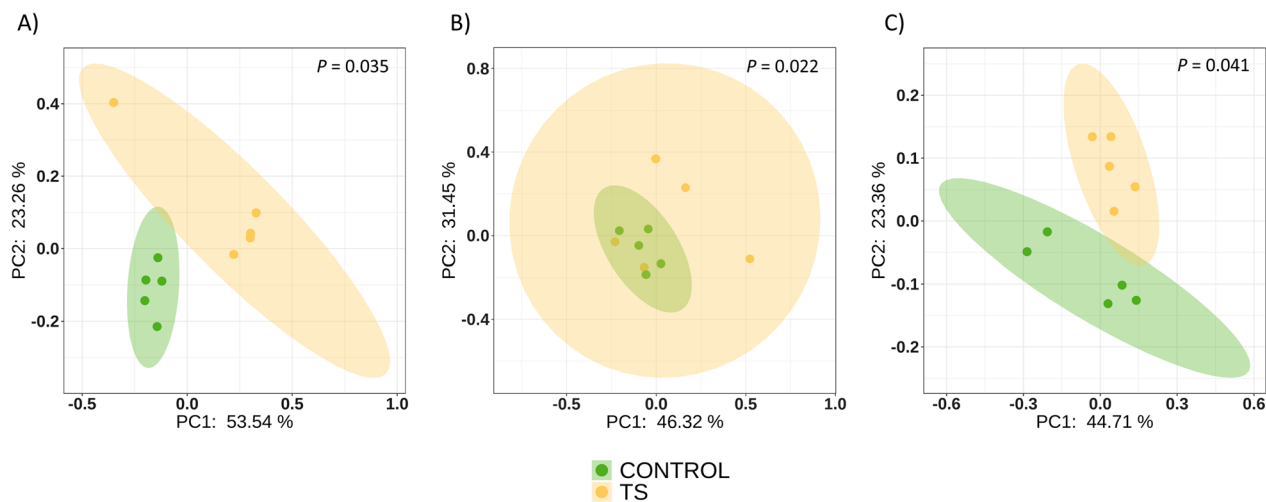 A)
P = 0.035
0.4
0.2
0.0
-0.2
PC2: 23.26 %
-0.5 0.0 0.5 1.0
PC1: 53.54 %
B)
P = 0.022
0.8
0.4
0.0
-0.4
PC2: 31.45 %
-0.5 0.0 0.5 1.0
PC1: 46.32 %
C)
P = 0.041
0.2
0.1
0.0
-0.1
-0.2
PC2: 23.36 %
-0.6 -0.3 0.0 0.3 0.6
PC1: 44.71 %
CONTROL
TS